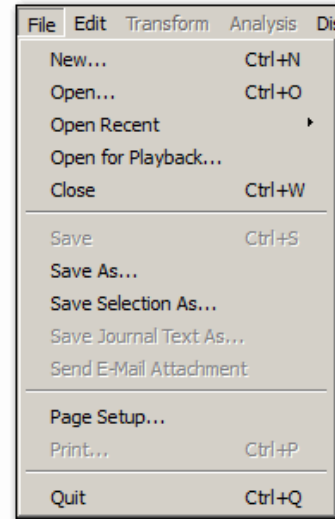 File Edit Transform Analysis Di
New... Ctrl+N
Open... Ctrl+O
Open Recent
Open for Playback...
Close Ctrl+W
Save Ctrl+S
Save As...
Save Selection As...
Save Journal Text As...
Send E-Mail Attachment
Page Setup...
Print... Ctrl+P
Quit Ctrl+Q